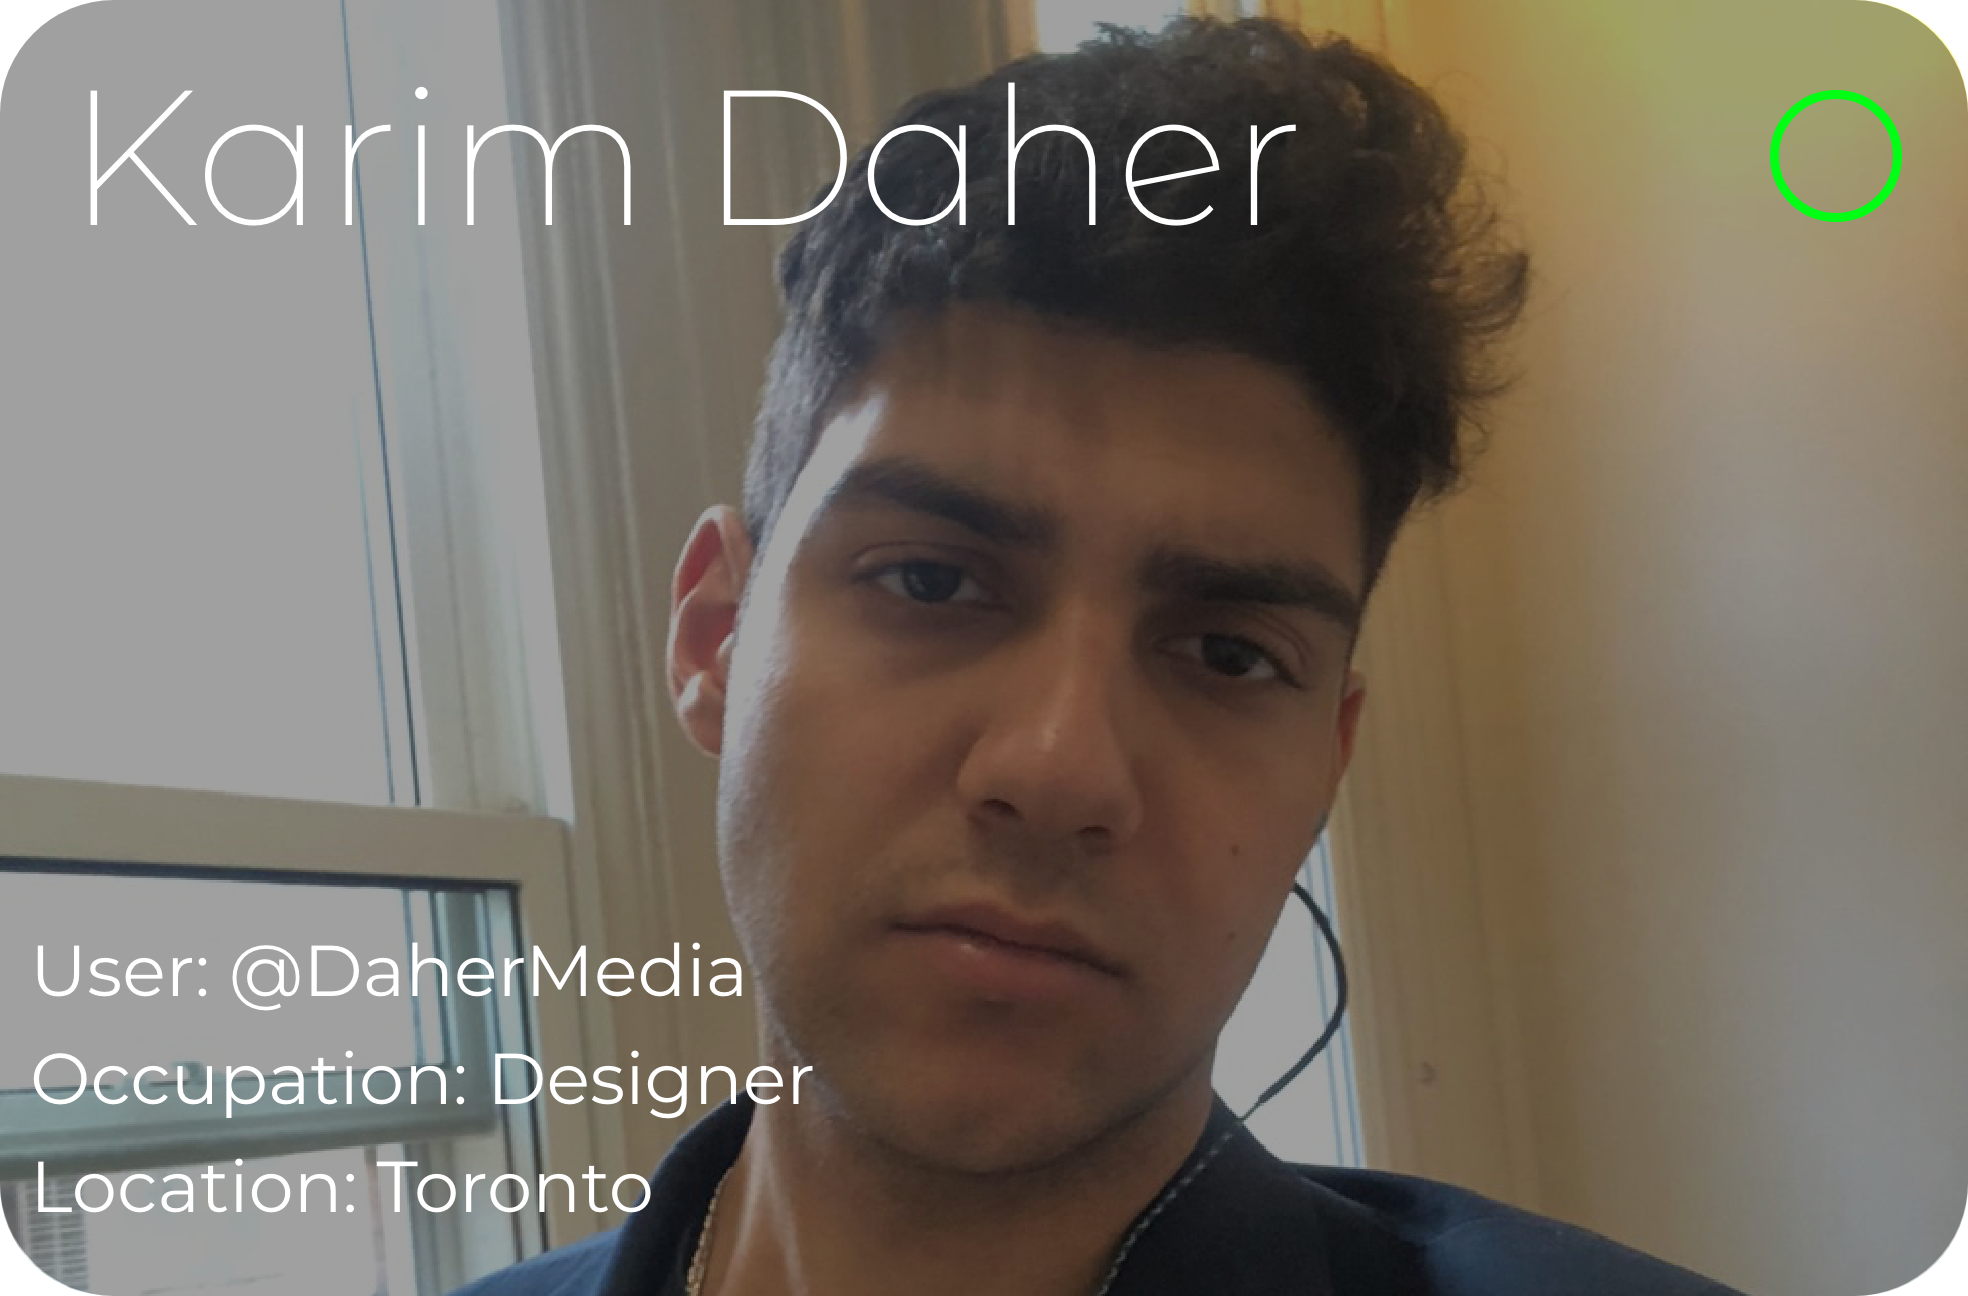 Karim Daher
User: @DaherMedia
Occupation: Designer
Location: Toronto